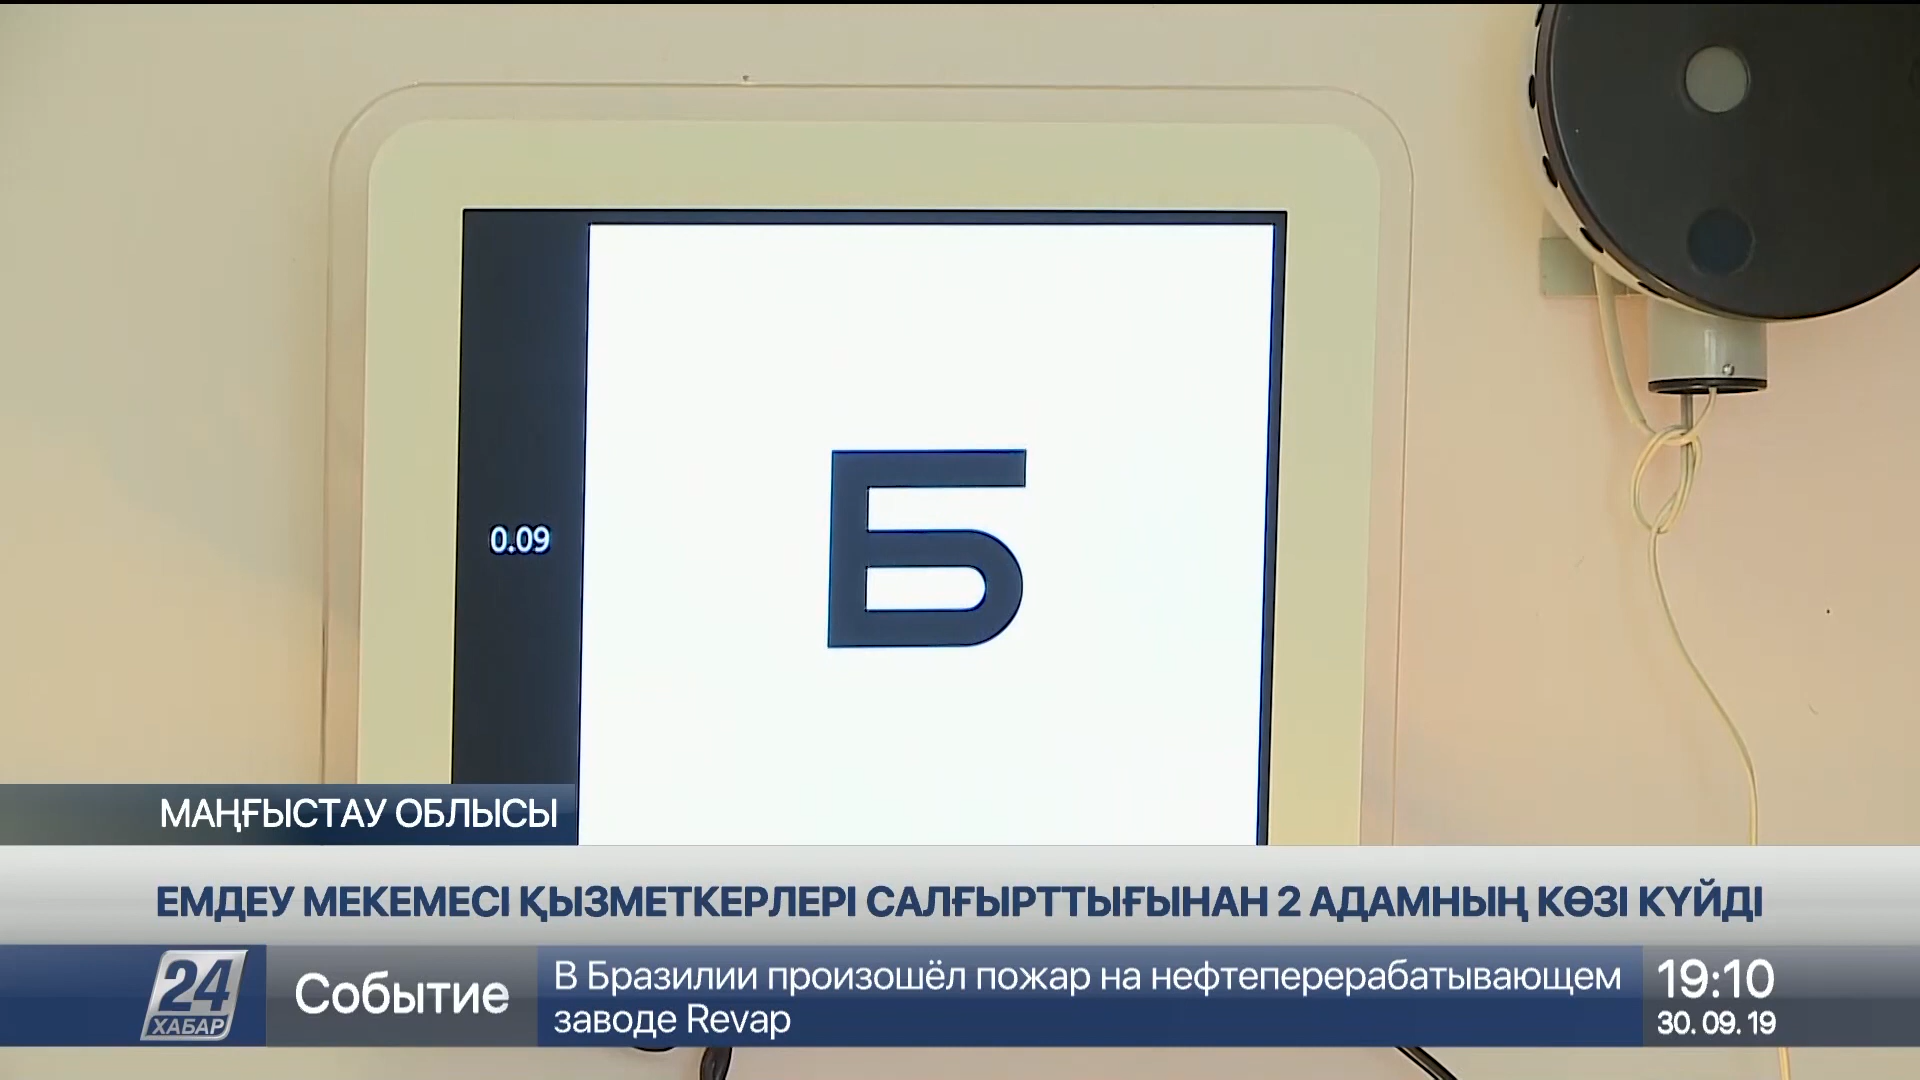 Б
0.09
МАҢҒЫСТАУ ОБЛЫСЫ
ЕМДЕУ МЕКЕМЕСІ ҚЫЗМЕТКЕРЛЕРІ САЛҒЫРТТЫҒЫНАН 2 АДАМНЫҢ КӨЗІ КҮЙДІ
24
ХАБАР
Событие
В Бразилии произошёл пожар на нефтеперерабатывающем
заводе Revap
19:10
30. 09. 19